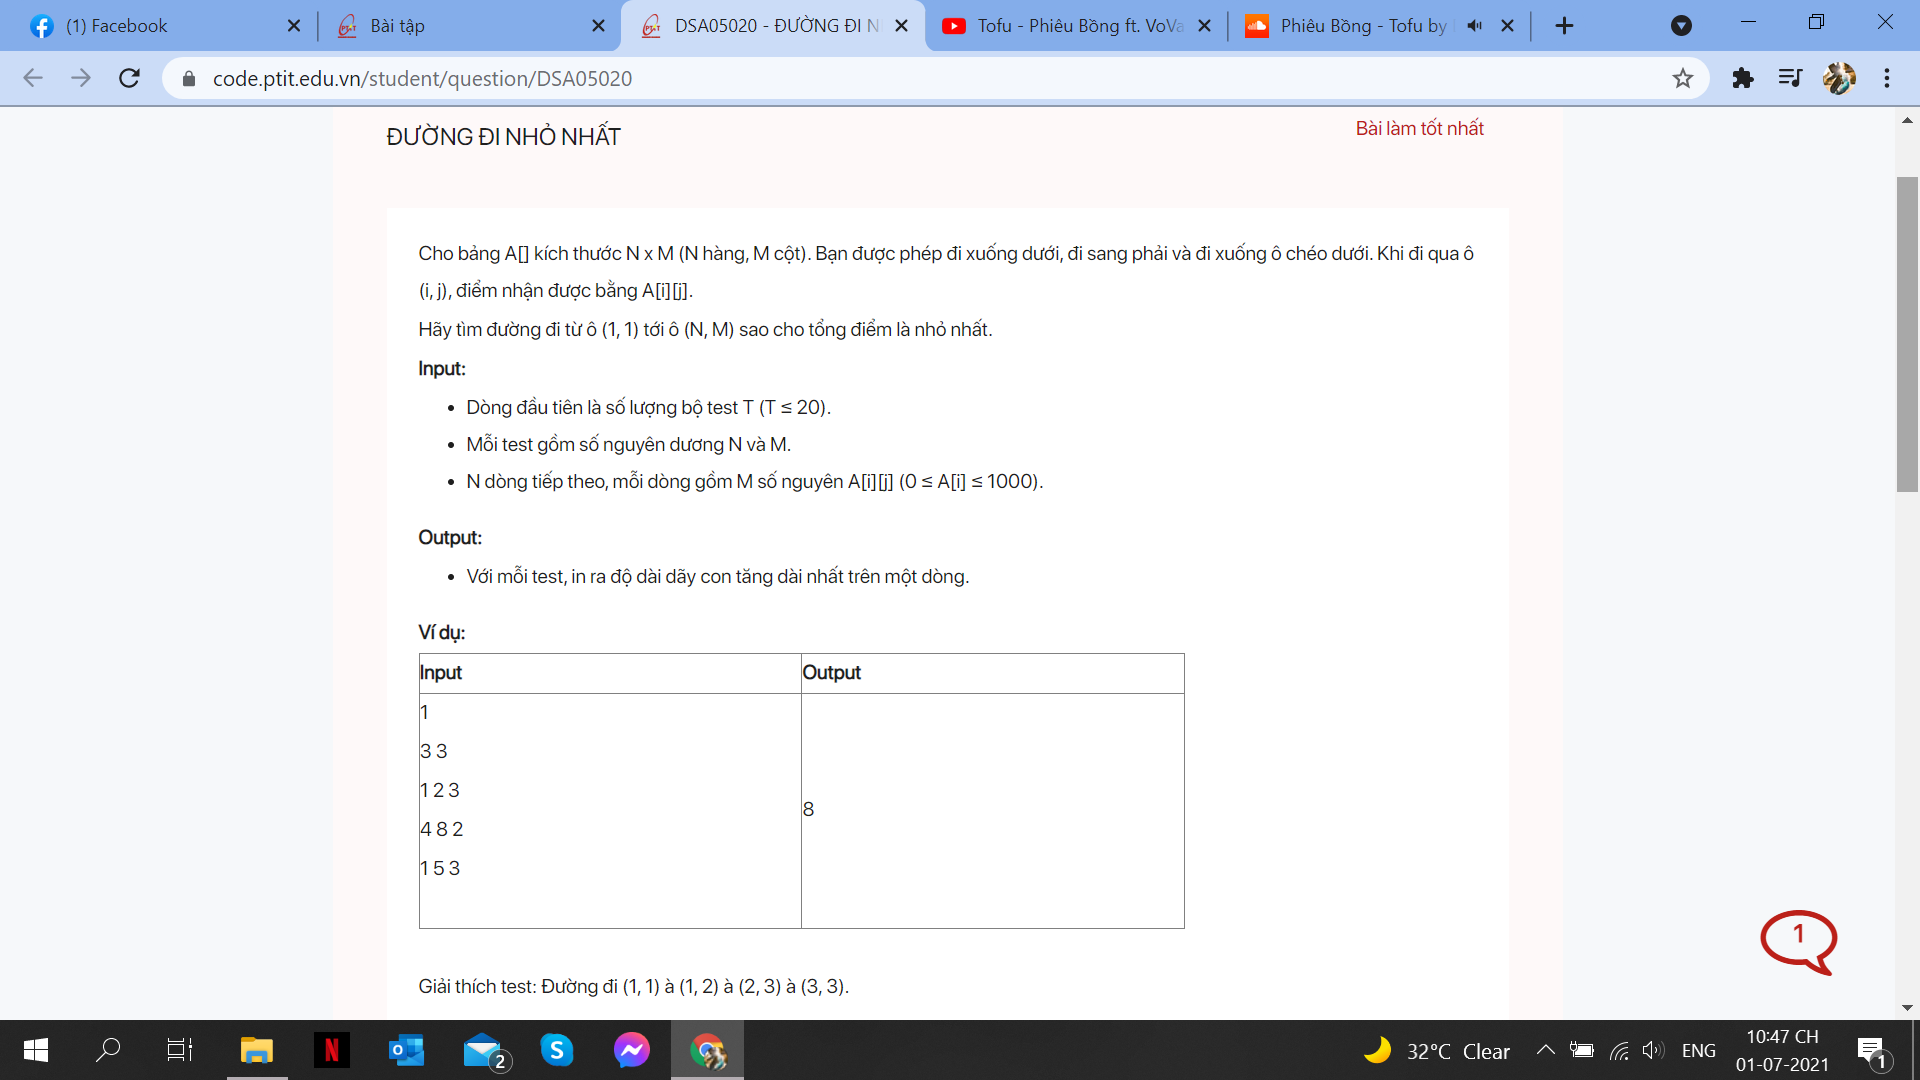 (1) Facebook
Bài tập
DSA05020 - ĐƯỜNG ĐI N
Tofu - Phiêu Bồng ft. VoVa
Phiêu Bồng - Tofu by
code.ptit.edu.vn/student/question/DSA05020
ĐƯỜNG ĐI NHỎ NHẤT
Bài làm tốt nhất
Cho bảng A[] kích thước N x M (N hàng, M cột). Bạn được phép đi xuống dưới, đi sang phải và đi xuống ô chéo dưới. Khi đi qua ô
(i, j), điểm nhận được bằng A[i][j].
Hãy tìm đường đi từ ô (1, 1) tới ô (N, M) sao cho tổng điểm là nhỏ nhất.
Input:
Dòng đầu tiên là số lượng bộ test T (T ≤ 20).
Mỗi test gồm số nguyên dương N và M.
N dòng tiếp theo, mỗi dòng gồm M số nguyên A[i][j] (0 ≤ A[i] ≤ 1000).
Output:
Với mỗi test, in ra độ dài dãy con tăng dài nhất trên một dòng.
Ví dụ:
Input Output
1
3 3
1 2 3
8
4 8 2
1 5 3
Giải thích test: Đường đi (1, 1) à (1, 2) à (2, 3) à (3, 3).
1
2
32°C Clear
ENG
10:47 CH
01-07-2021
1